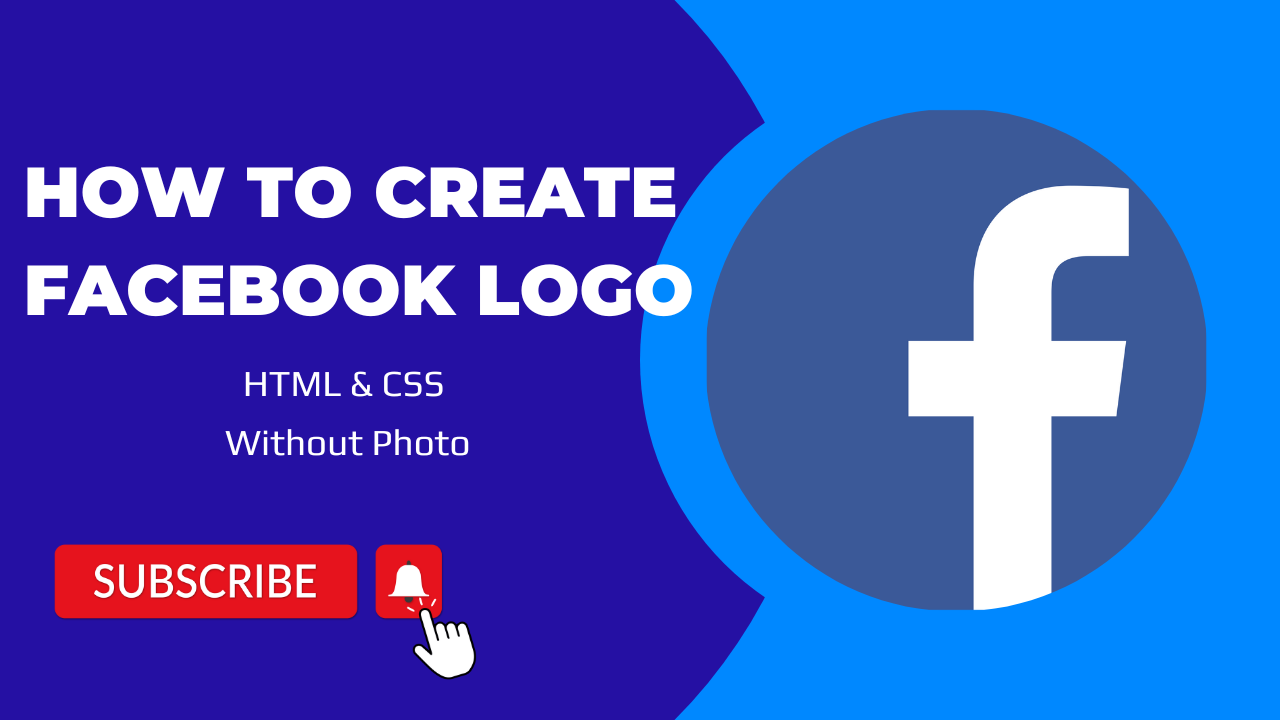 HOW TO CREATE
FACEBOOK LOGO
HTML & CSS
Without Photo
SUBSCRIBE
f